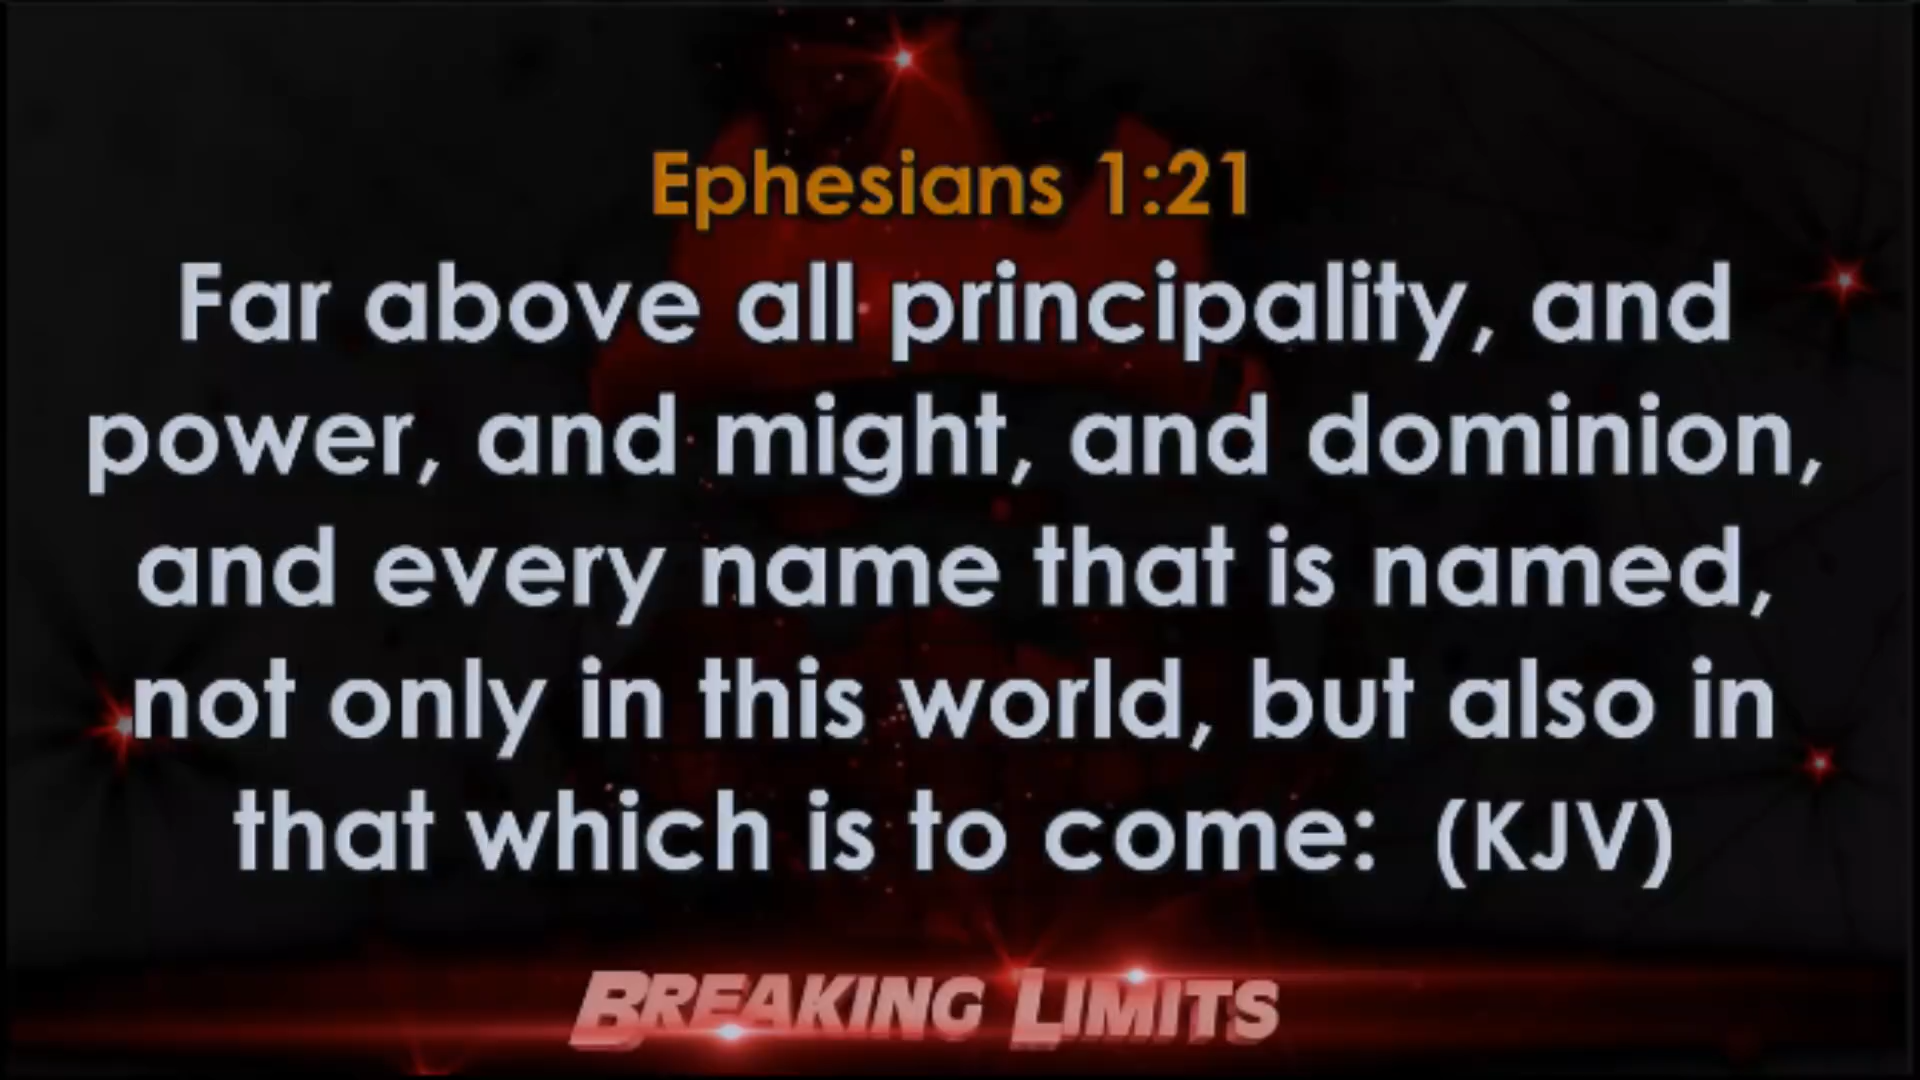 Ephesians 1:21
Far above all principality, and
power, and might, and dominion,
and every name that is named,
not only in this world, but also in
that which is to come: (KJV)
BREAKING LIMITS